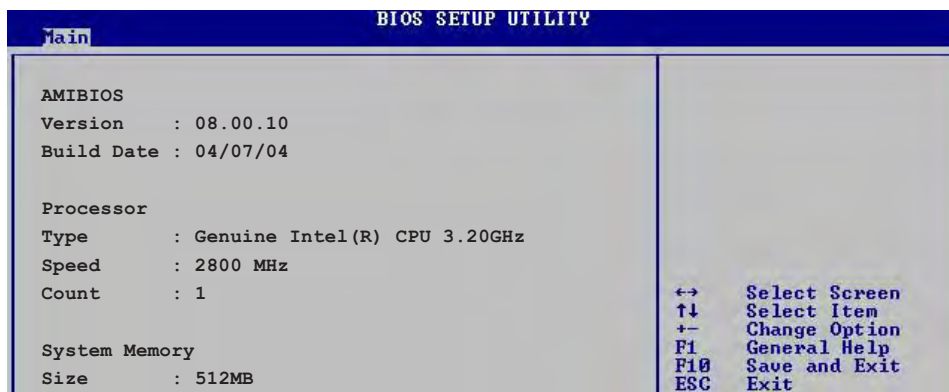 BIOS SETUP UTILITY
Main
AMIBIOS
Version : 08.00.10
Build Date : 04/07/04
Processor
Type : Genuine Intel(R) CPU 3.20GHz
Speed : 2800 MHz
Count : 1
System Memory
Size : 512MB
←→ Select Screen
↑↓ Select Item
+- Change Option
F1 General Help
F10 Save and Exit
ESC Exit